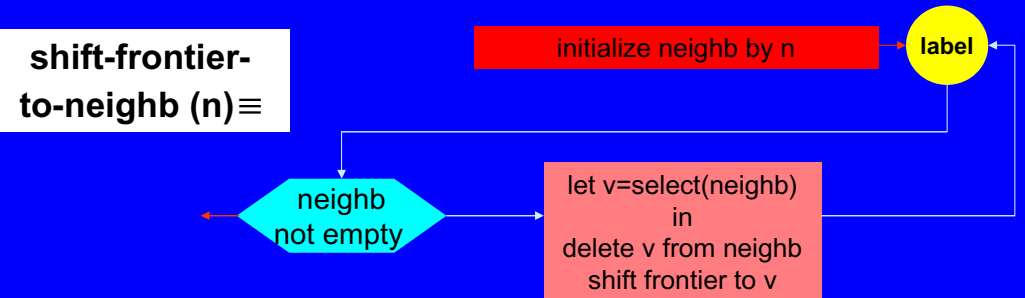 shift-frontier-
to-neighb (n)≡
initialize neighb by n
label
neighb
not empty
let v=select(neighb)
in
delete v from neighb
shift frontier to v